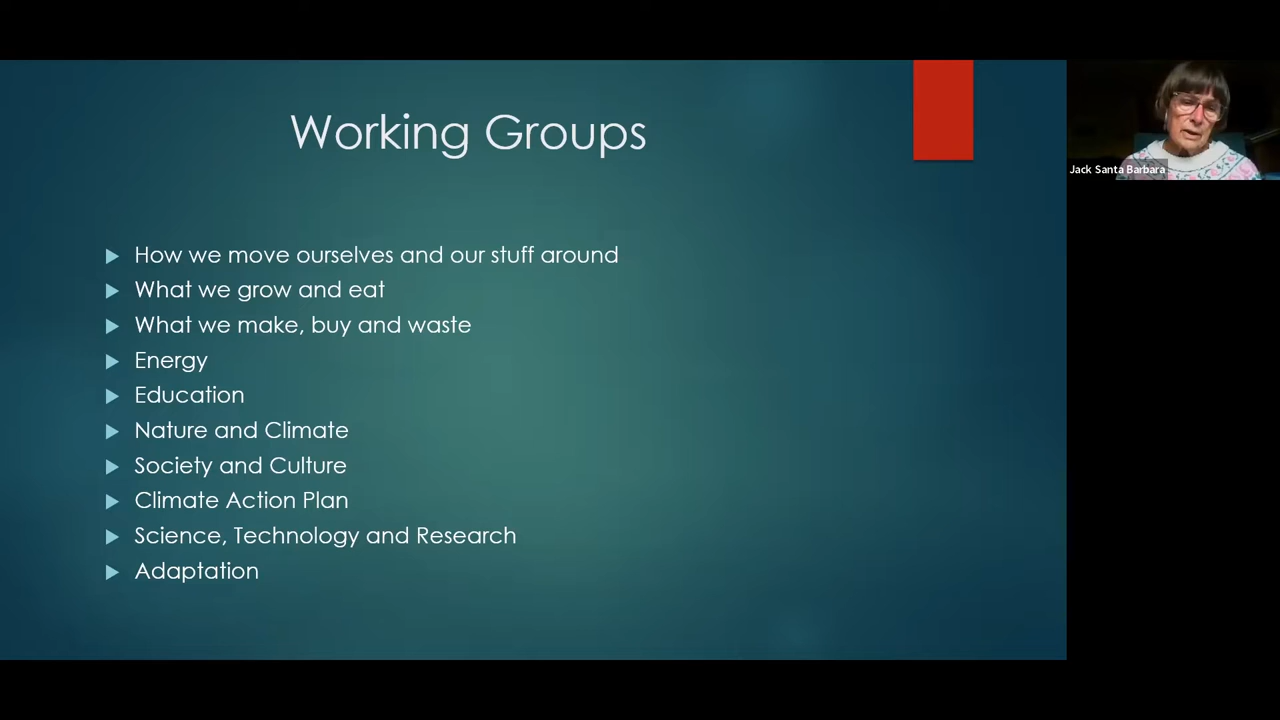 Working Groups
How we move ourselves and our stuff around
What we grow and eat
What we make, buy and waste
Energy
Education
Nature and Climate
Society and Culture
Climate Action Plan
Science, Technology and Research
Adaptation
Jack Santa Barbara